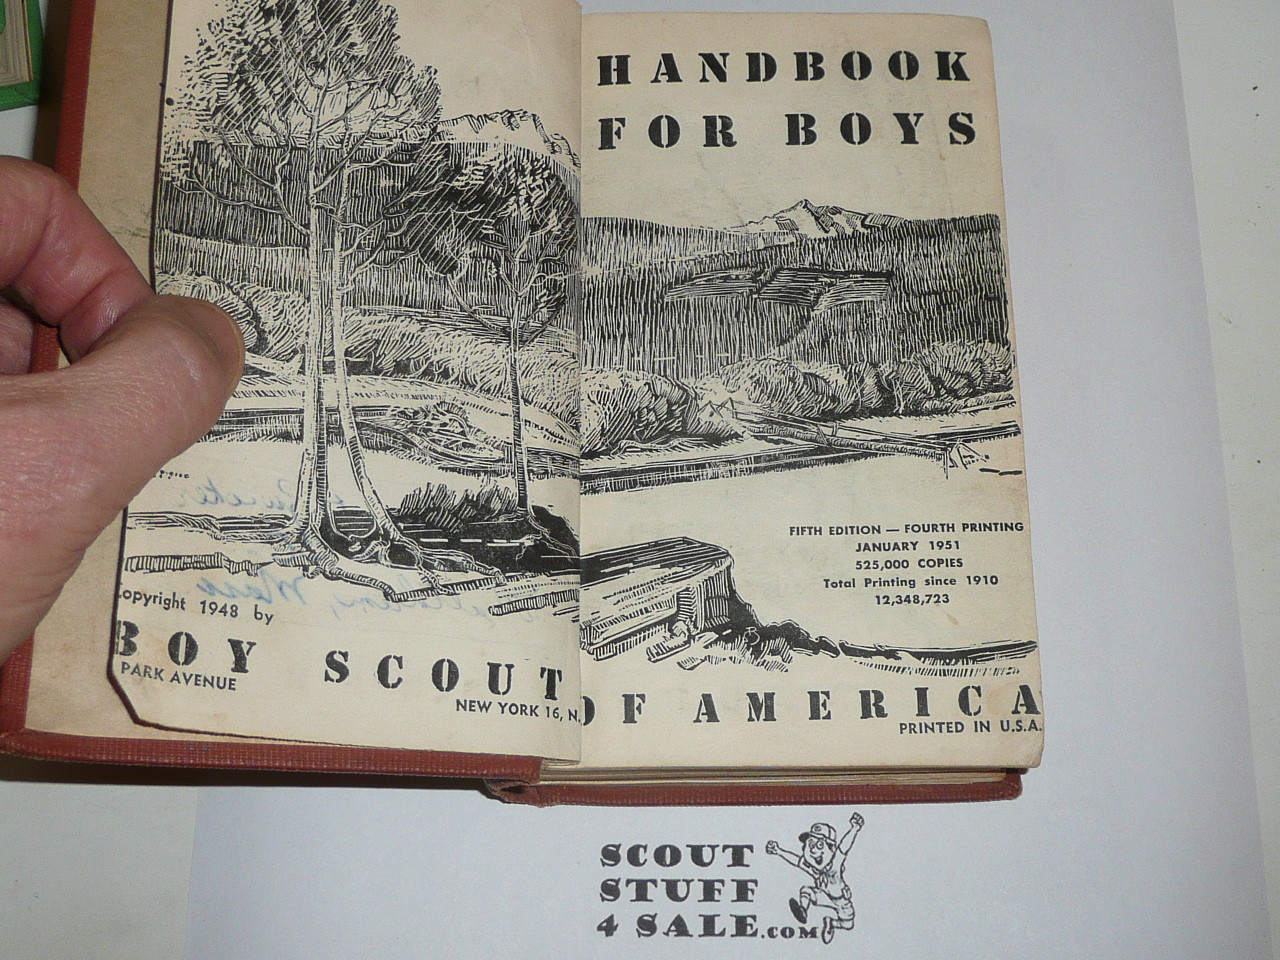 HANDBOOK
FOR BOYS
FIFTH EDITION — FOURTH PRINTING
JANUARY 1951
525,000 COPIES
Total Printing since 1910
12,348,723
opyright 1948 by
BOY SCOUT
PARK AVENUE
NEW YORK 16, N.
OF AMERICA
PRINTED IN U.S.A.
SCOUT
STUFF
4 SALE.com